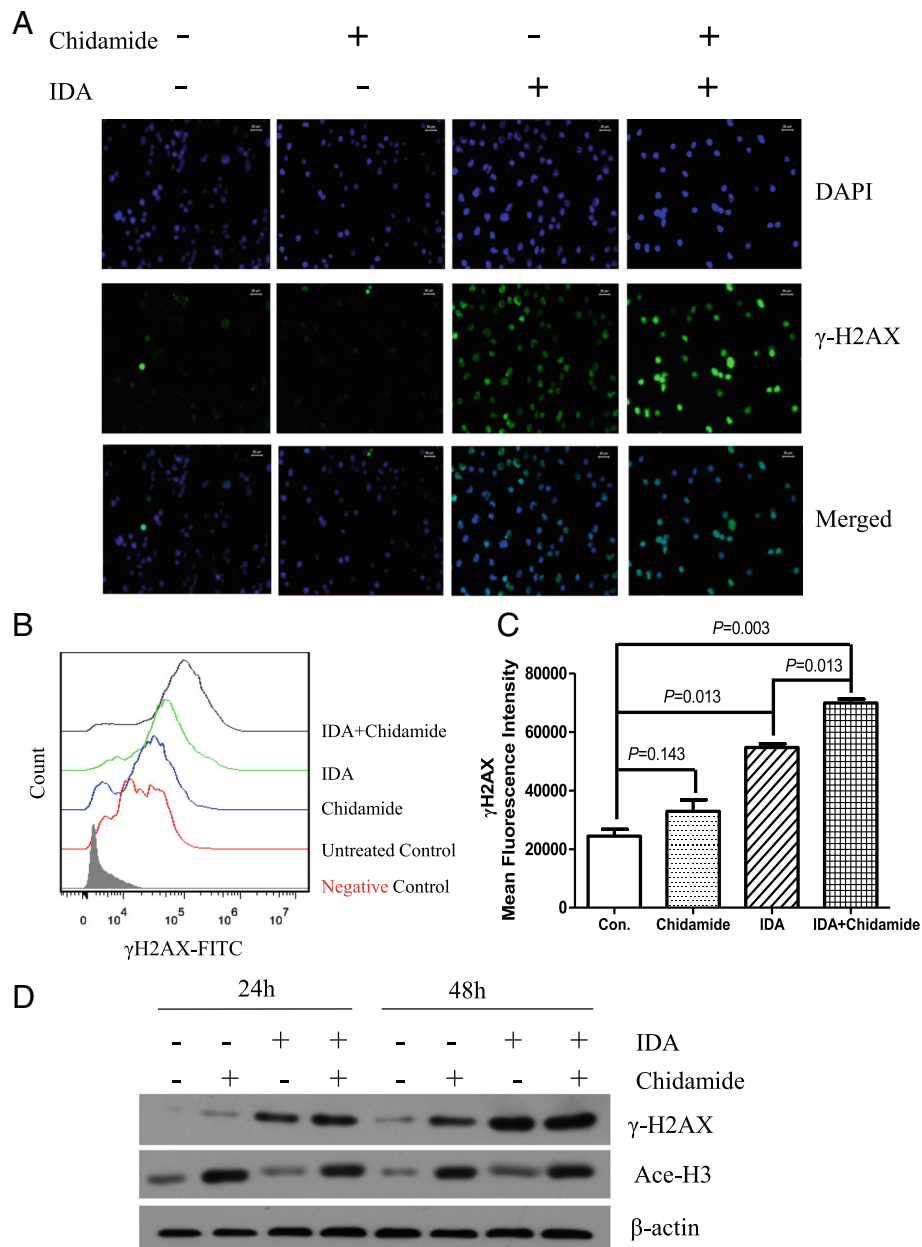 A
Chidamide - + - +
IDA - - + +
DAPI
γ-H2AX
Merged
B
Count
IDA+Chidamide
IDA
Chidamide
Untreated Control
Negative Control
0 10^4 10^5 10^6 10^7
γH2AX-FITC
C
γH2AX
Mean Fluorescence Intensity
80000
60000
40000
20000
0
P=0.003
P=0.013
P=0.013
P=0.143
Con. Chidamide IDA IDA+Chidamide
D
24h 48h
- - + + - - + + IDA
- + - + - + - + Chidamide
γ-H2AX
Ace-H3
β-actin